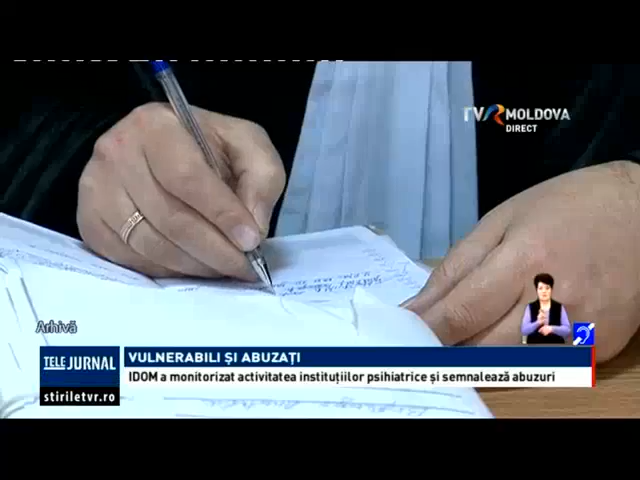 TVR MOLDOVA
DIRECT
Arhivă
TELE JURNAL
VULNERABILI ȘI ABUZAȚI
IDOM a monitorizat activitatea instituțiilor psihiatrice și semnalează abuzuri
stiriletvr.ro